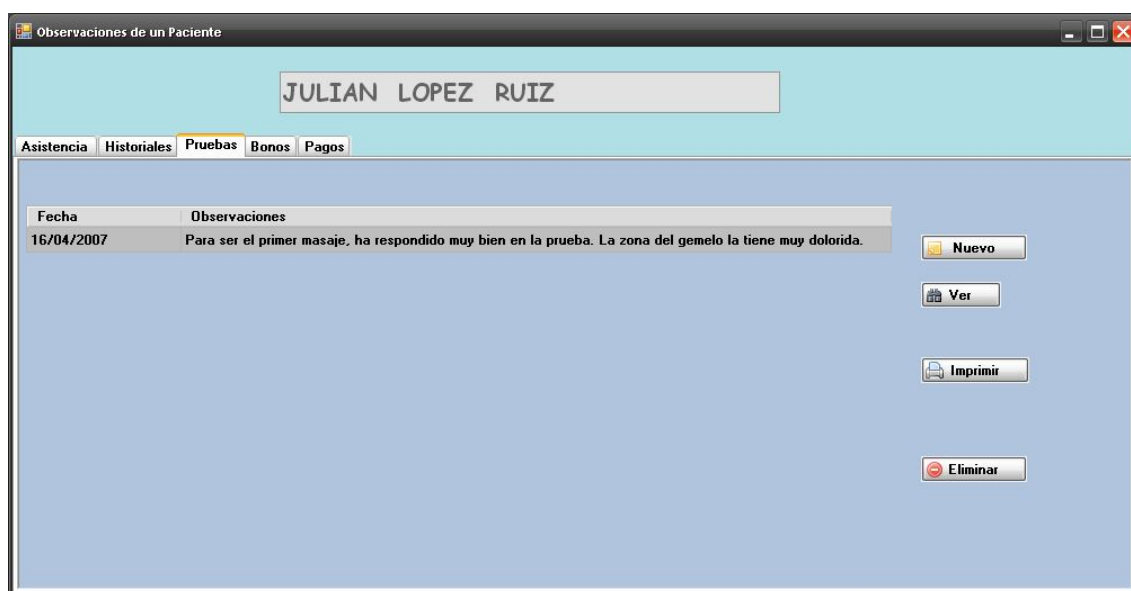 Observaciones de un Paciente
JULIAN LOPEZ RUIZ
Asistencia Historiales Pruebas Bonos Pagos
Fecha Observaciones
16/04/2007 Para ser el primer masaje, ha respondido muy bien en la prueba. La zona del gemelo la tiene muy dolorida.
Nuevo
Ver
Imprimir
Eliminar